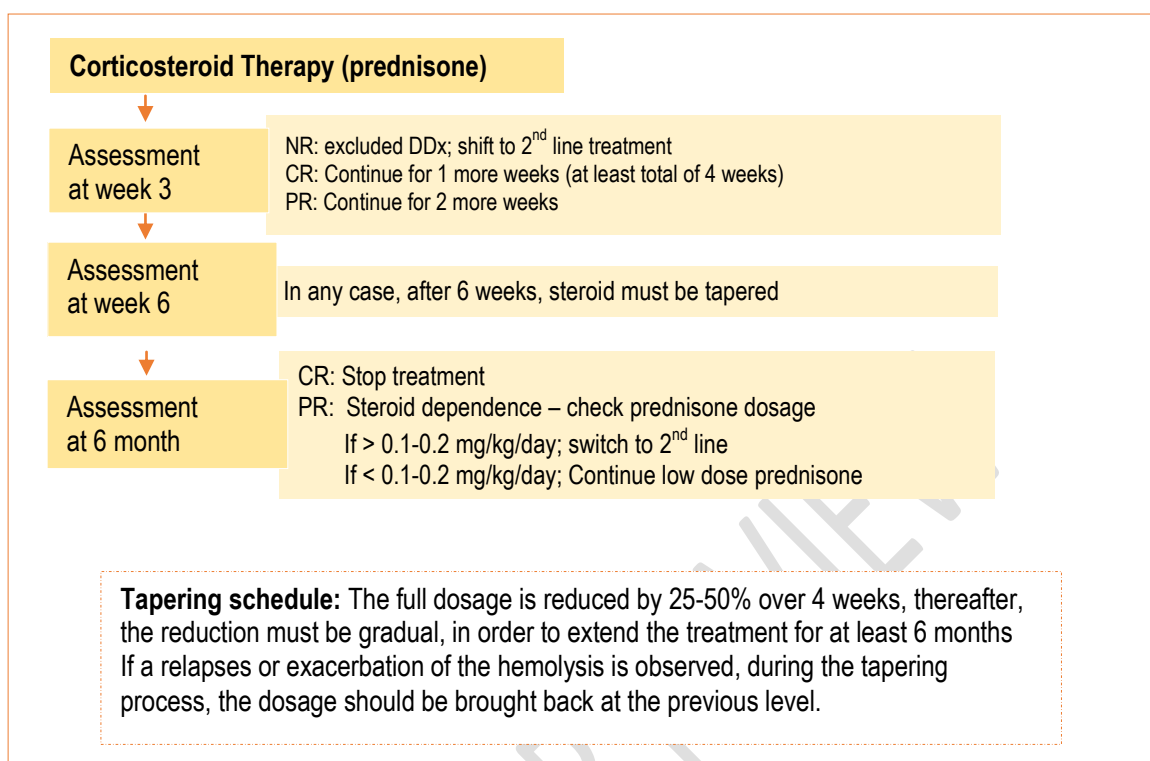 Corticosteroid Therapy (prednisone)
Assessment
at week 3
NR: excluded DDx; shift to 2nd line treatment
CR: Continue for 1 more weeks (at least total of 4 weeks)
PR: Continue for 2 more weeks
Assessment
at week 6
In any case, after 6 weeks, steroid must be tapered
Assessment
at 6 month
CR: Stop treatment
PR: Steroid dependence – check prednisone dosage
If > 0.1-0.2 mg/kg/day; switch to 2nd line
If < 0.1-0.2 mg/kg/day; Continue low dose prednisone
Tapering schedule: The full dosage is reduced by 25-50% over 4 weeks, thereafter,
the reduction must be gradual, in order to extend the treatment for at least 6 months
If a relapses or exacerbation of the hemolysis is observed, during the tapering
process, the dosage should be brought back at the previous level.